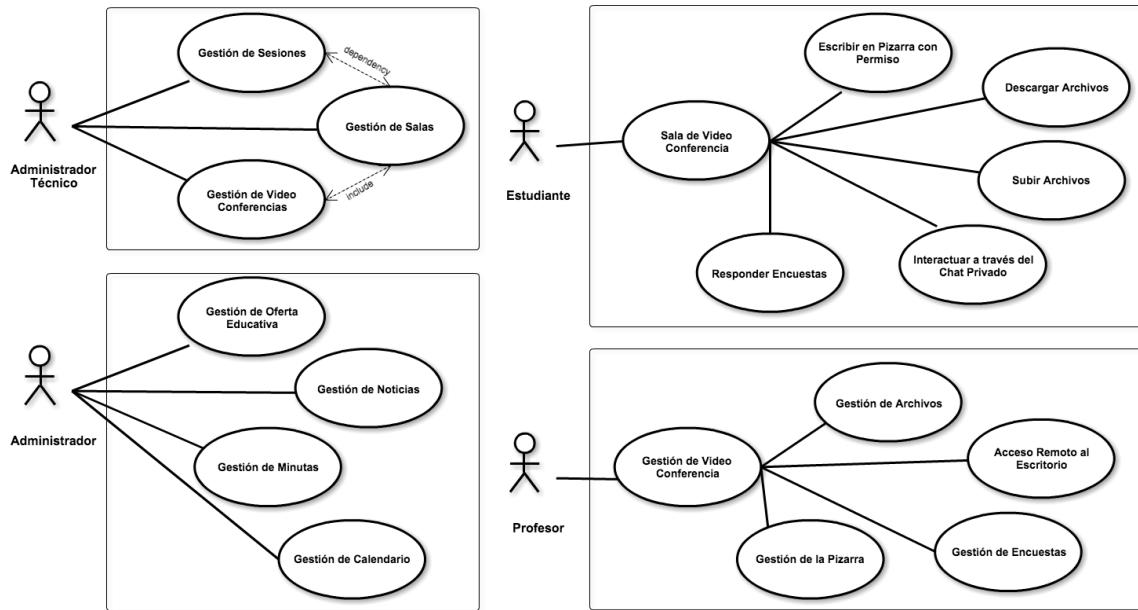 Gestión de Sesiones
dependency
Gestión de Salas
Administrador
Técnico
Gestión de Video
Conferencias
include
Escribir en Pizarra con
Permiso
Descargar Archivos
Sala de Video
Conferencia
Estudiante
Subir Archivos
Responder Encuestas
Interactuar a través del
Chat Privado
Gestión de Oferta
Educativa
Gestión de Noticias
Administrador
Gestión de Minutas
Gestión de Calendario
Gestión de Archivos
Gestión de Video
Conferencia
Acceso Remoto al
Escritorio
Profesor
Gestión de la Pizarra
Gestión de Encuestas